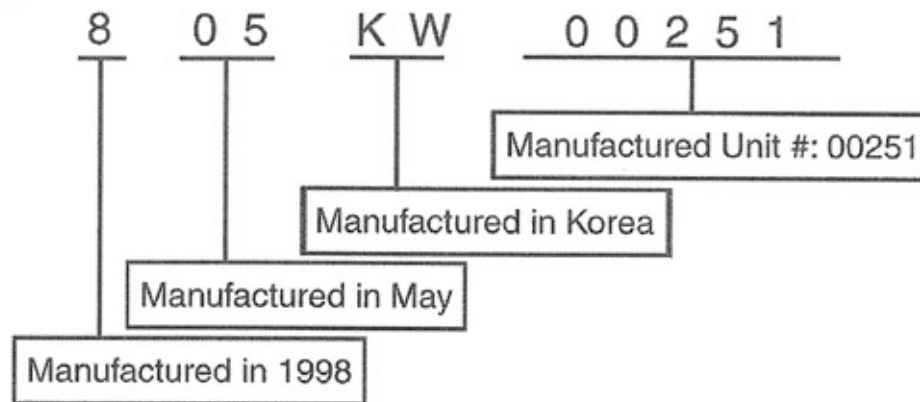 8 05 KW 00251
Manufactured Unit #: 00251
Manufactured in Korea
Manufactured in May
Manufactured in 1998